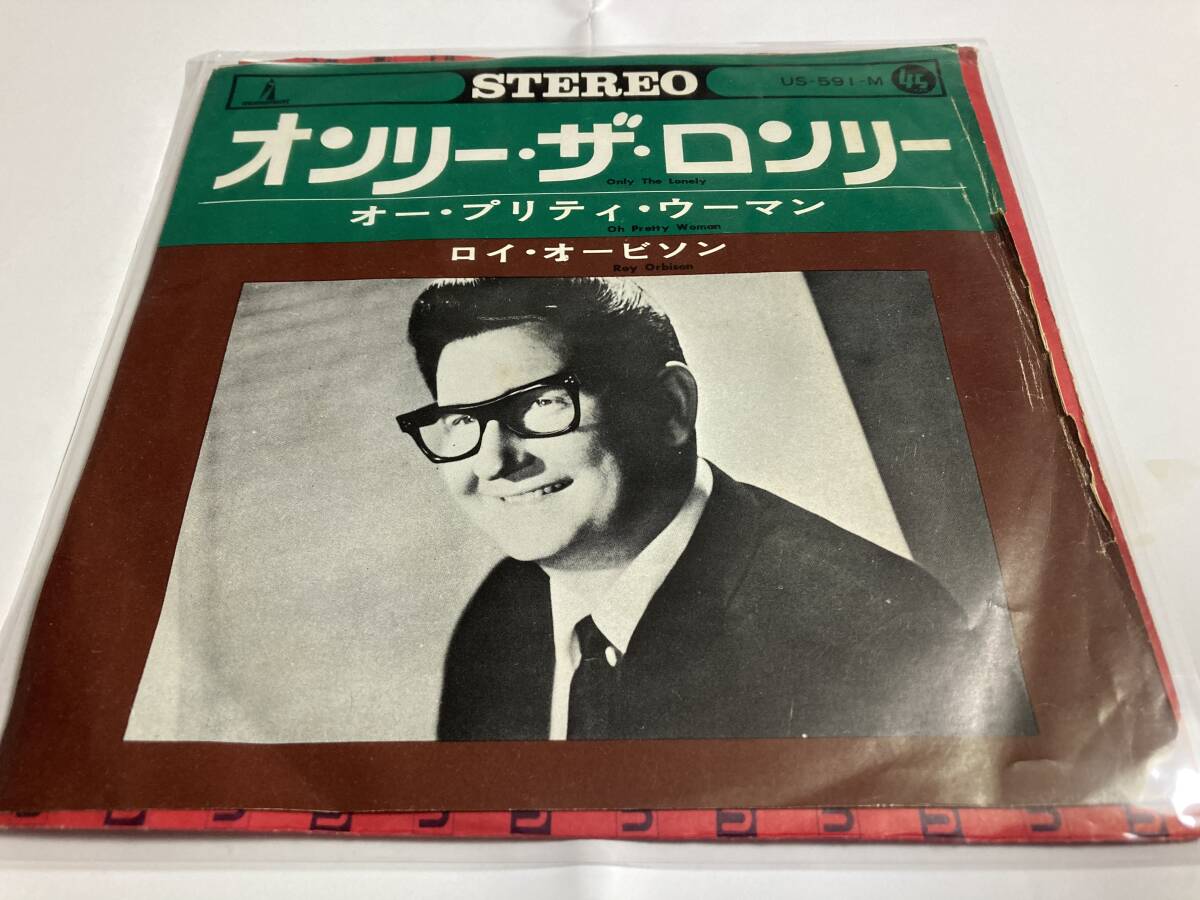 STEREO
US-591-M 45
オンリー・ザ・ロンリー
Only The Lonely
オー・プリティ・ウーマン
Oh Pretty Woman
ロイ・オービソン
Roy Orbison